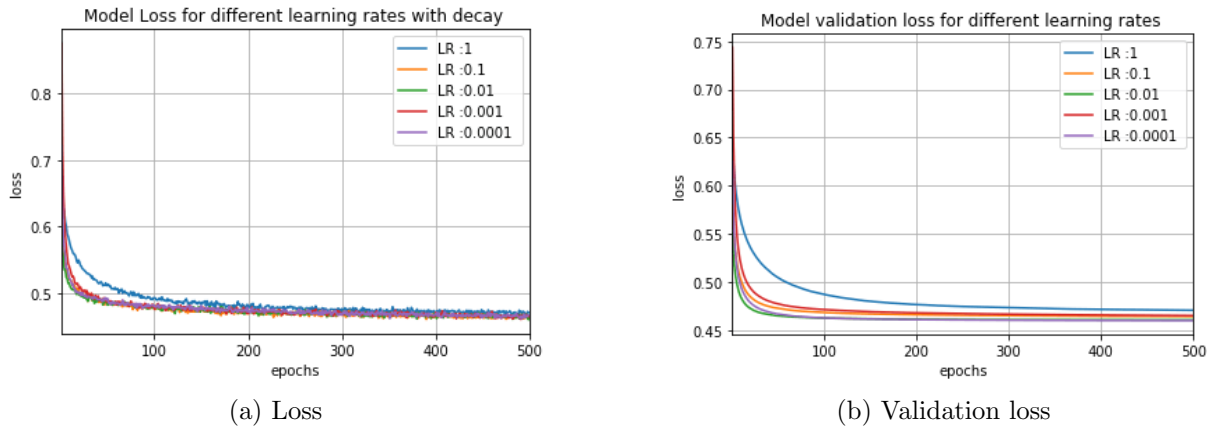 Model Loss for different learning rates with decay
LR :1
LR :0.1
LR :0.01
LR :0.001
LR :0.0001
0.8
0.7
0.6
0.5
loss
100
200
300
400
500
epochs
(a) Loss
Model validation loss for different learning rates
LR :1
LR :0.1
LR :0.01
LR :0.001
LR :0.0001
0.75
0.70
0.65
0.60
0.55
0.50
0.45
loss
100
200
300
400
500
epochs
(b) Validation loss